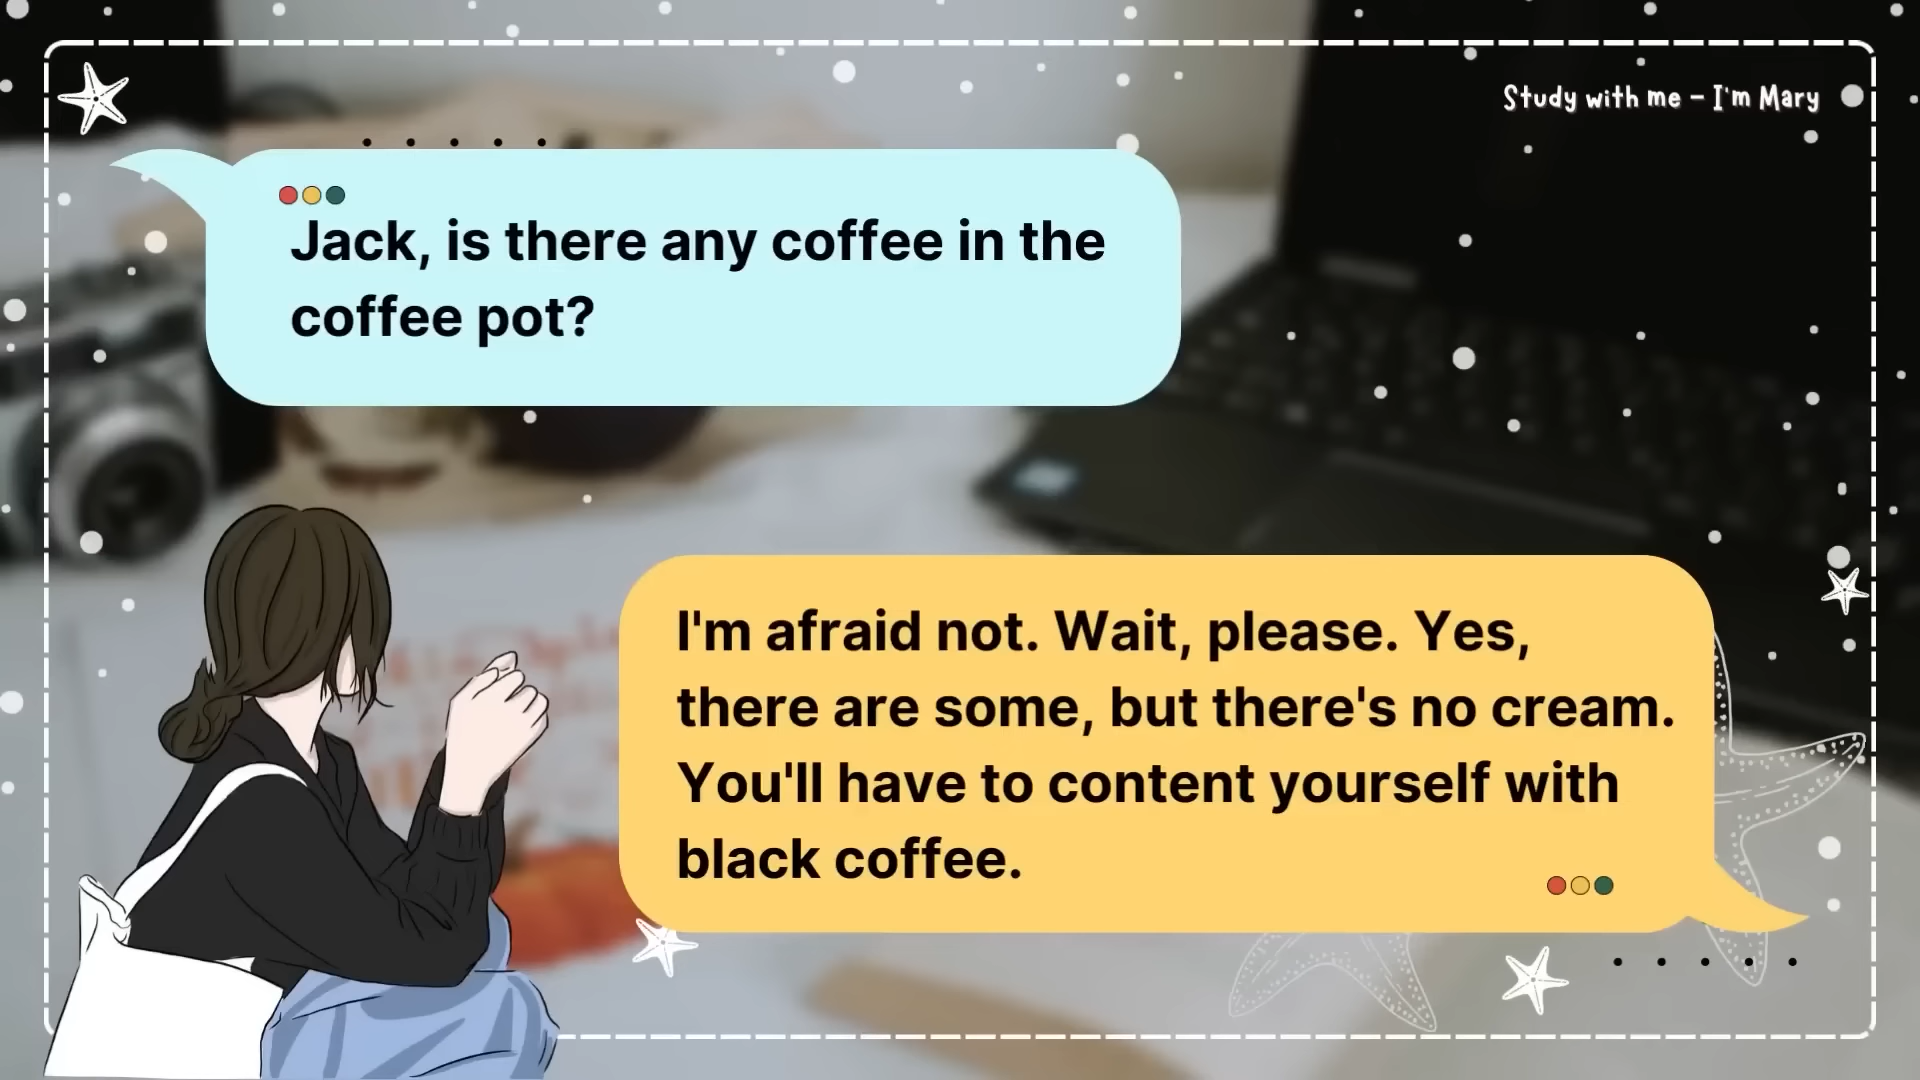 Study with me - I'm Mary
Jack, is there any coffee in the
coffee pot?
I'm afraid not. Wait, please. Yes,
there are some, but there's no cream.
You'll have to content yourself with
black coffee.